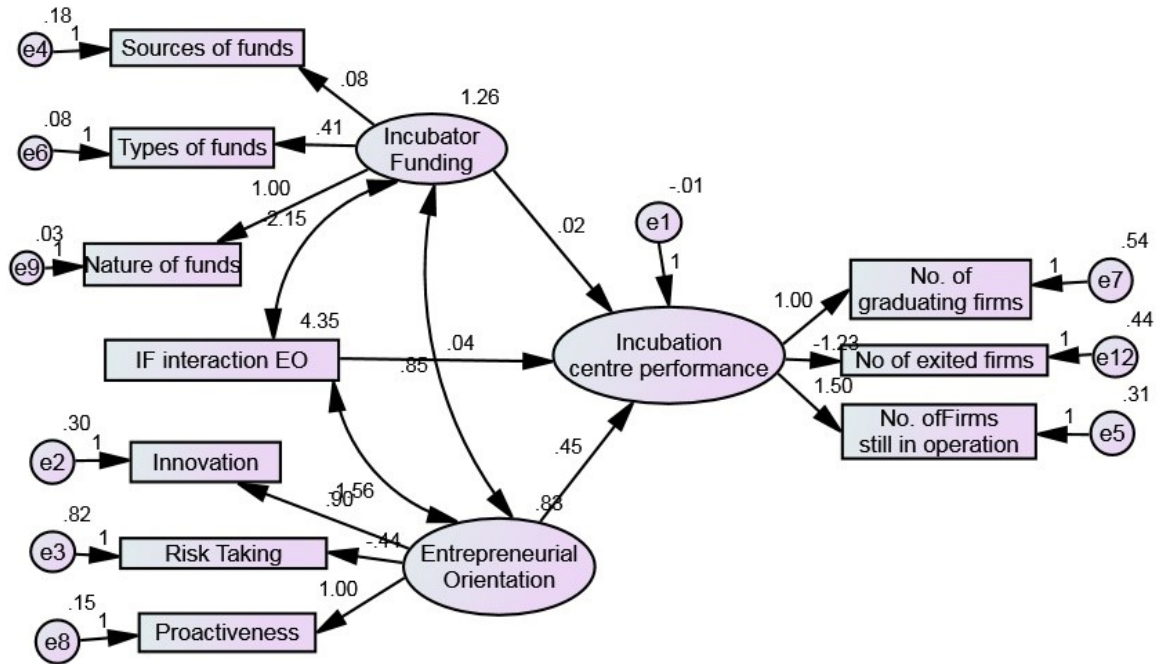 .18
e4
1
Sources of funds
.08
1.26
.08
e6
1
Types of funds
.41
Incubator
Funding
1.00
-2.15
.03
e9
1
Nature of funds
.02
-.01
e1
1
4.35
IF interaction EO
.04
.85
Incubation
centre performance
1.00
-1.23
1.50
No. of
graduating firms
1
.54
e7
No of exited firms
1
.44
e12
No. ofFirms
still in operation
1
.31
e5
.30
e2
1
Innovation
-1.56
.90
.45
.83
.82
e3
1
Risk Taking
-.44
Entrepreneurial
Orientation
1.00
.15
e8
1
Proactiveness